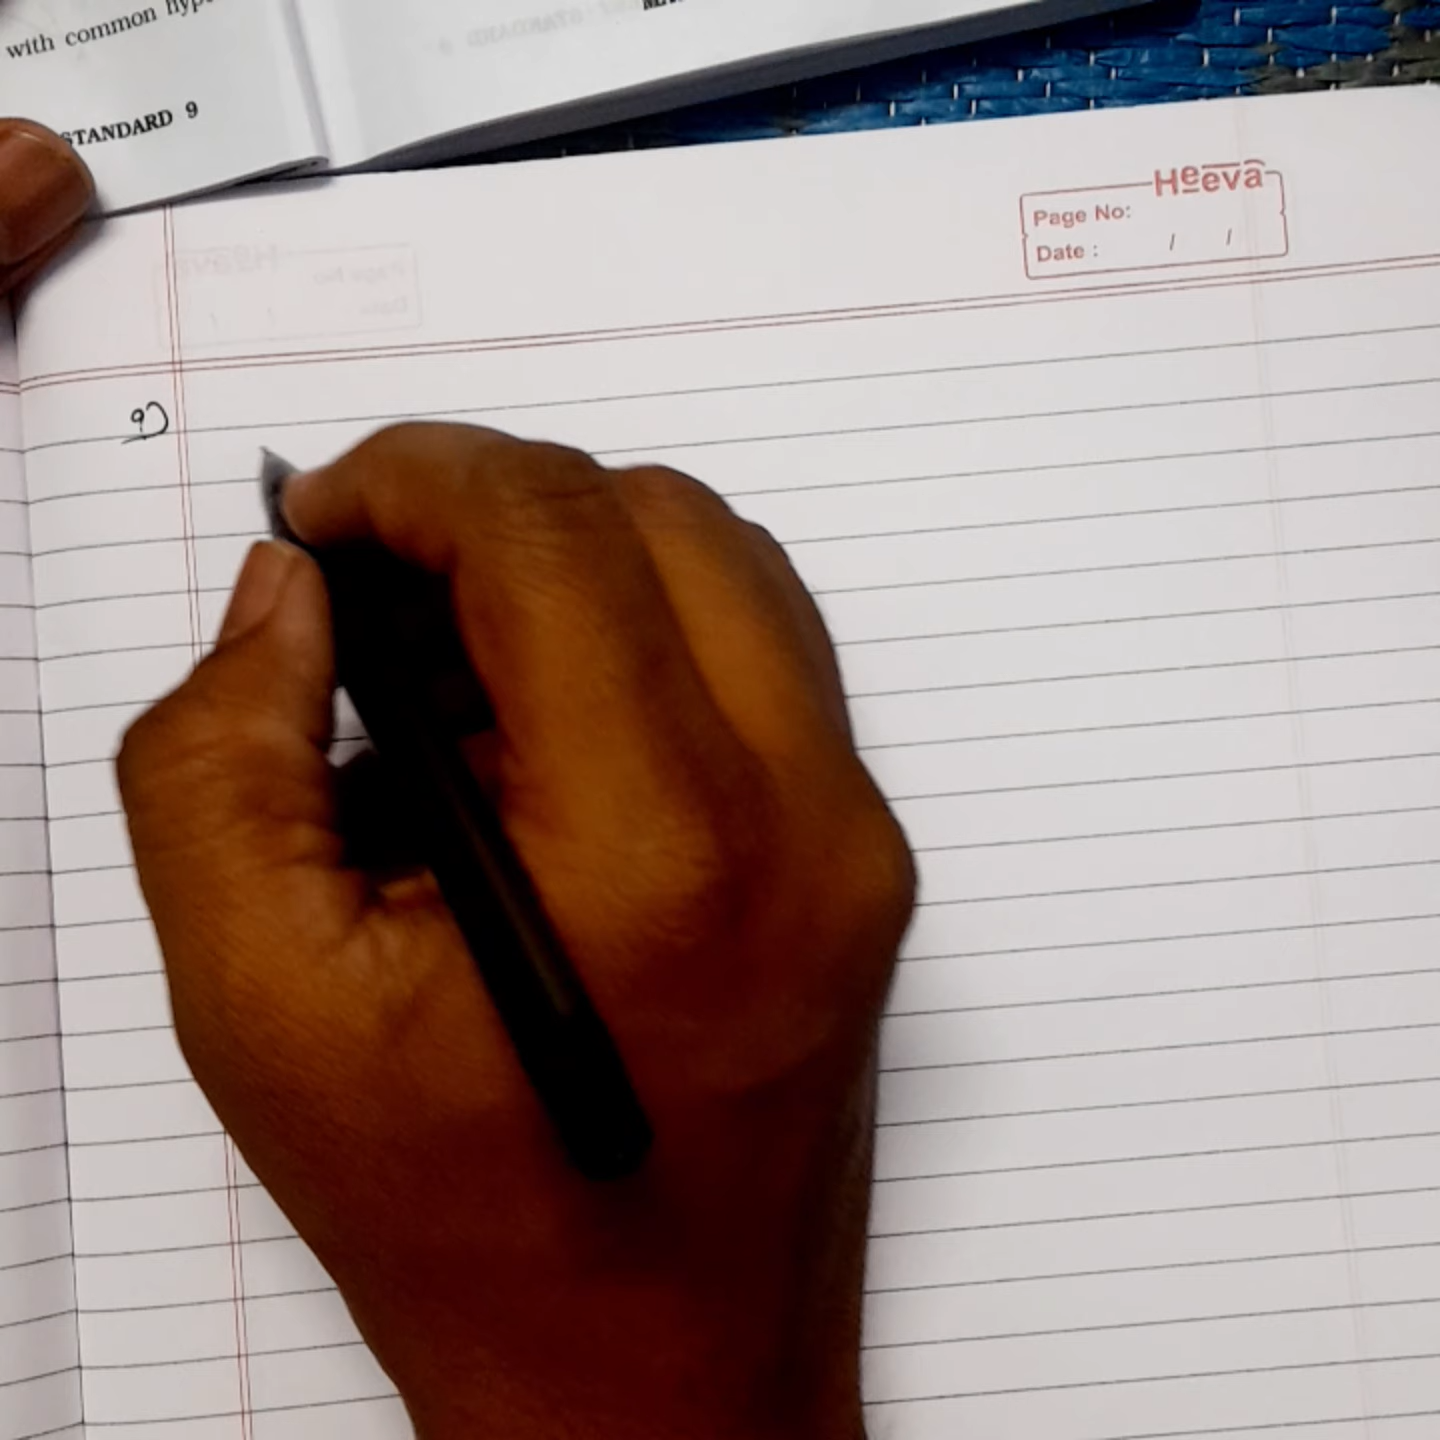 with common hyp
STANDARD 9
Heeva
Page No:
Date : / /
9)